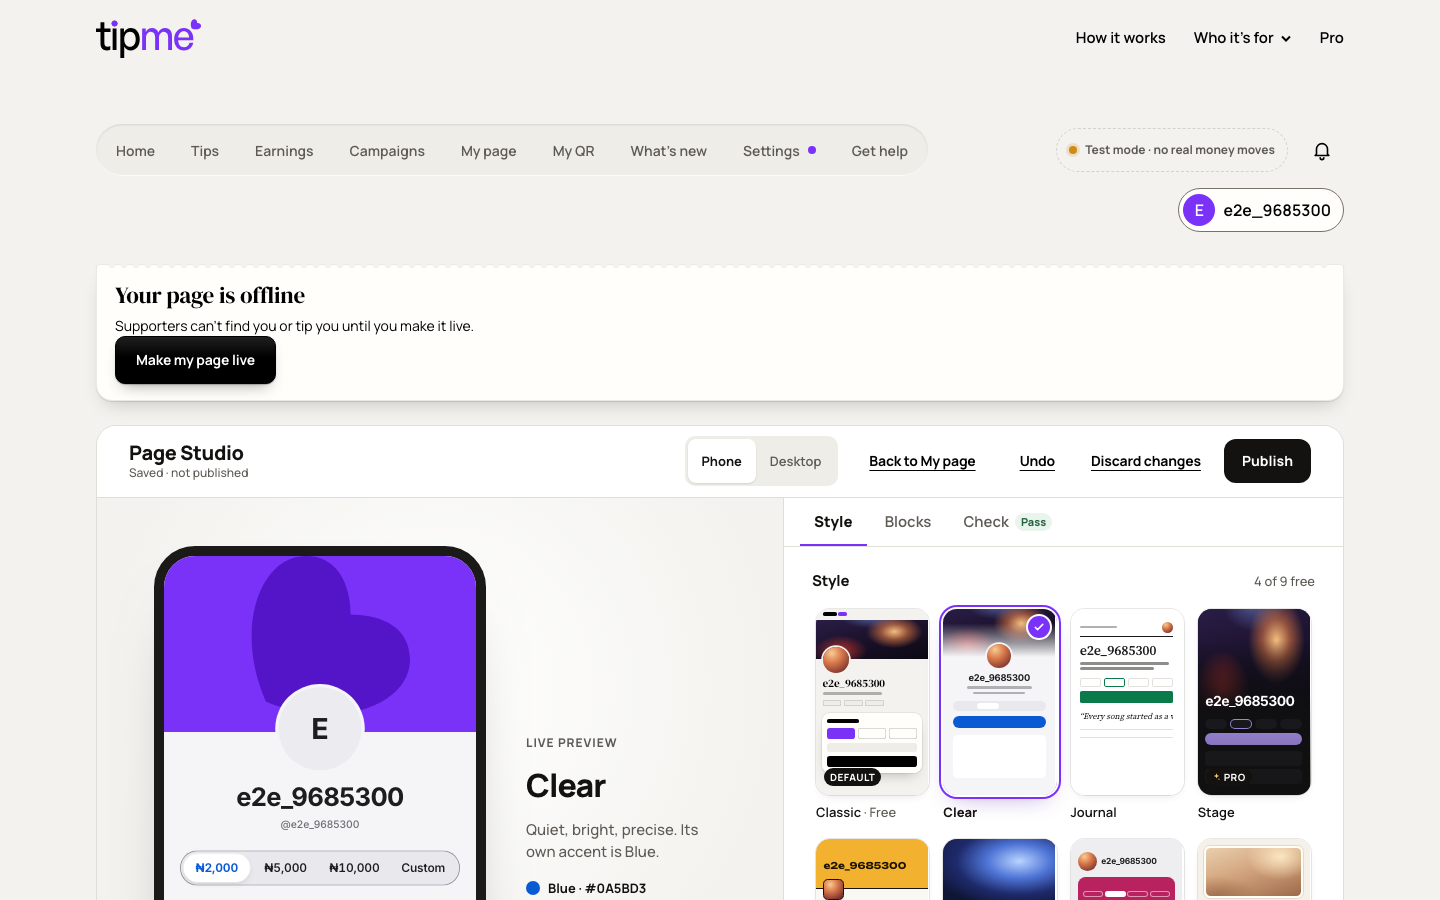 tipme
How it works
Who it's for
Pro
Home
Tips
Earnings
Campaigns
My page
My QR
What's new
Settings
Get help
Test mode · no real money moves
E
e2e_9685300
Your page is offline
Supporters can't find you or tip you until you make it live.
Make my page live
Page Studio
Saved · not published
Phone
Desktop
Back to My page
Undo
Discard changes
Publish
Style
Blocks
Check
Pass
E
e2e_9685300
@e2e_9685300
₦2,000
₦5,000
₦10,000
Custom
LIVE PREVIEW
Clear
Quiet, bright, precise. Its
own accent is Blue.
Blue · #0A5BD3
Style
4 of 9 free
e2e_9685300
DEFAULT
Classic · Free
e2e_9685300
Clear
e2e_9685300
"Every song started as a v
Journal
e2e_9685300
PRO
Stage
e2e_9685300
e2e_9685300